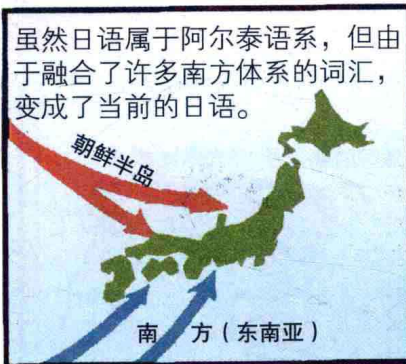 虽然日语属于阿尔泰语系，但由
于融合了许多南方体系的词汇，
变成了当前的日语。
朝鲜半岛
南　方（东南亚）